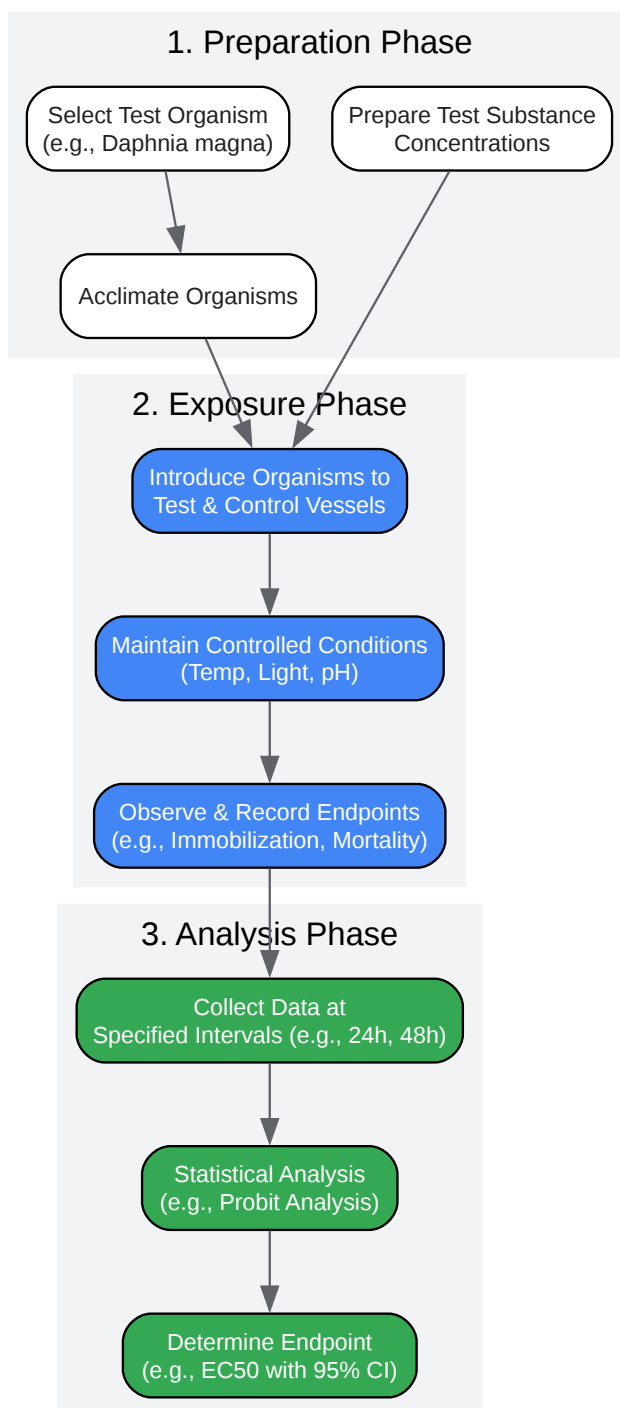 1. Preparation Phase
Select Test Organism
(e.g., Daphnia magna)
Prepare Test Substance
Concentrations
Acclimate Organisms
2. Exposure Phase
Introduce Organisms to
Test & Control Vessels
Maintain Controlled Conditions
(Temp, Light, pH)
Observe & Record Endpoints
(e.g., Immobilization, Mortality)
3. Analysis Phase
Collect Data at
Specified Intervals (e.g., 24h, 48h)
Statistical Analysis
(e.g., Probit Analysis)
Determine Endpoint
(e.g., EC50 with 95% CI)